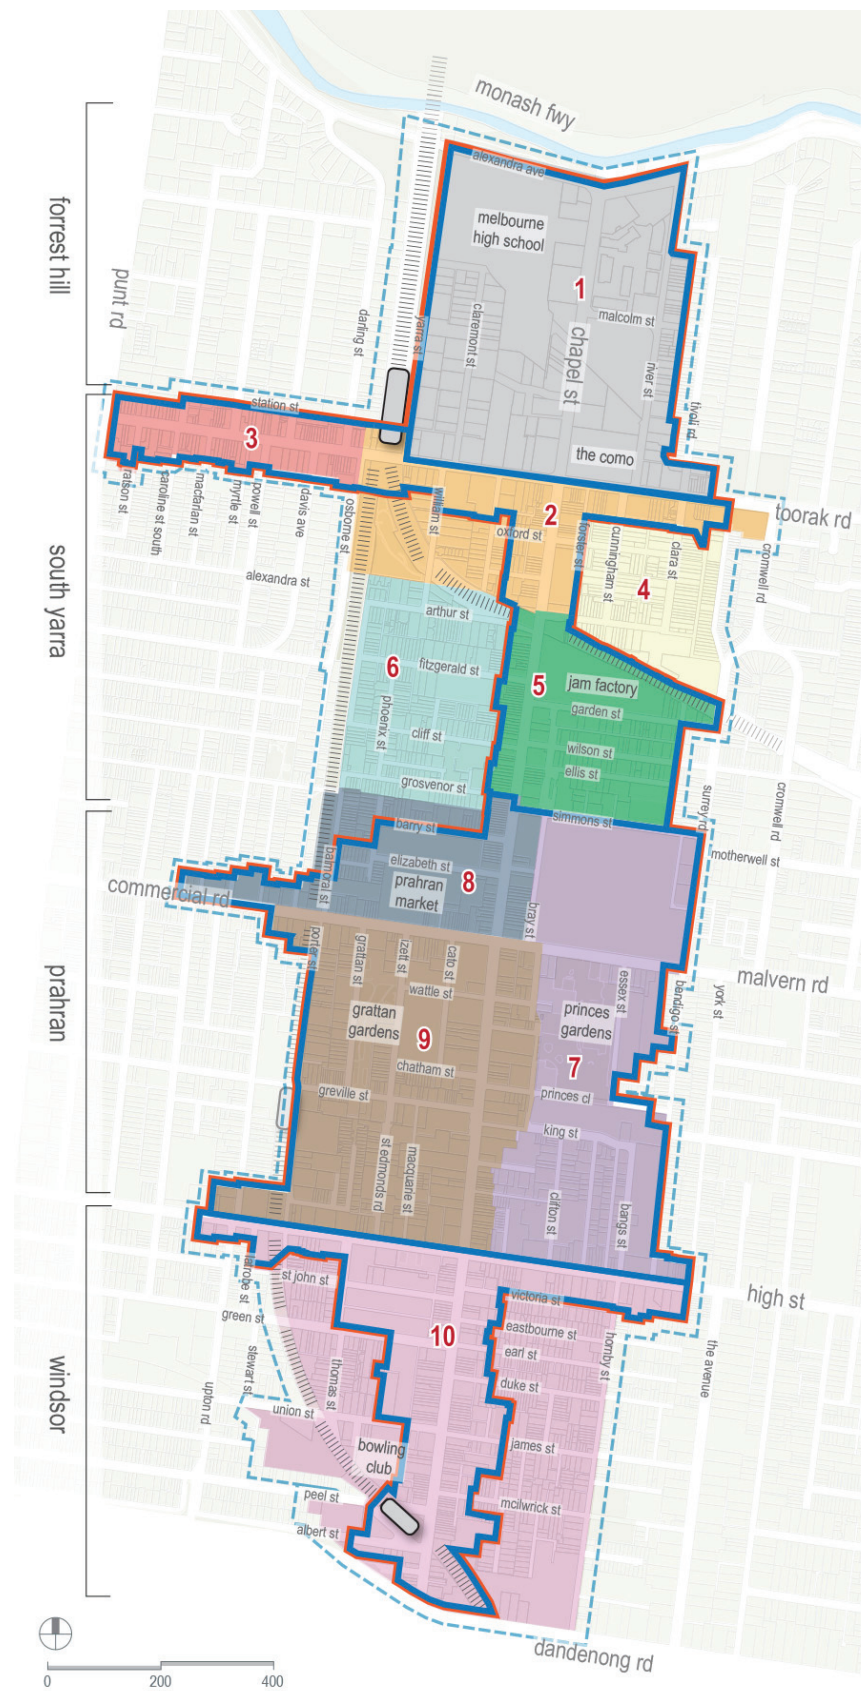 monash fwy
alexandra ave
melbourne
high school
1
forrest hill
punt rd
darling st
yarra st
claremont st
chapel st
malcolm st
river st
tivoli rd
station st
3
the como
ralson st
caroline st south
macfarlan st
myrtle st
powell st
davis ave
osborne st
william st
2
oxford st
forster st
cunningham st
clara st
toorak rd
cromwell rd
4
alexandra st
south yarra
arthur st
6
fitzgerald st
5
jam factory
garden st
phoenix st
cliff st
wilson st
ellis st
grosvenor st
simmons st
surrey rd
cromwell rd
barry st
motherwell st
balmoral st
elizabeth st
8
prahran
market
commercial rd
bray st
porter st
grattan st
izett st
cato st
essex st
malvern rd
wattle st
bendigo st
york st
prahran
grattan
gardens
9
princes
gardens
chatham st
7
greville st
princes cl
king st
st edmonds rd
macquarie st
clifton st
bangs st
st john st
larobe st
victoria st
high st
green st
10
eastbourne st
earl st
hornby st
the avenue
stewart st
upton rd
thomas st
duke st
windsor
union st
bowling
club
james st
peel st
mcilwrick st
albert st
dandenong rd
0
200
400